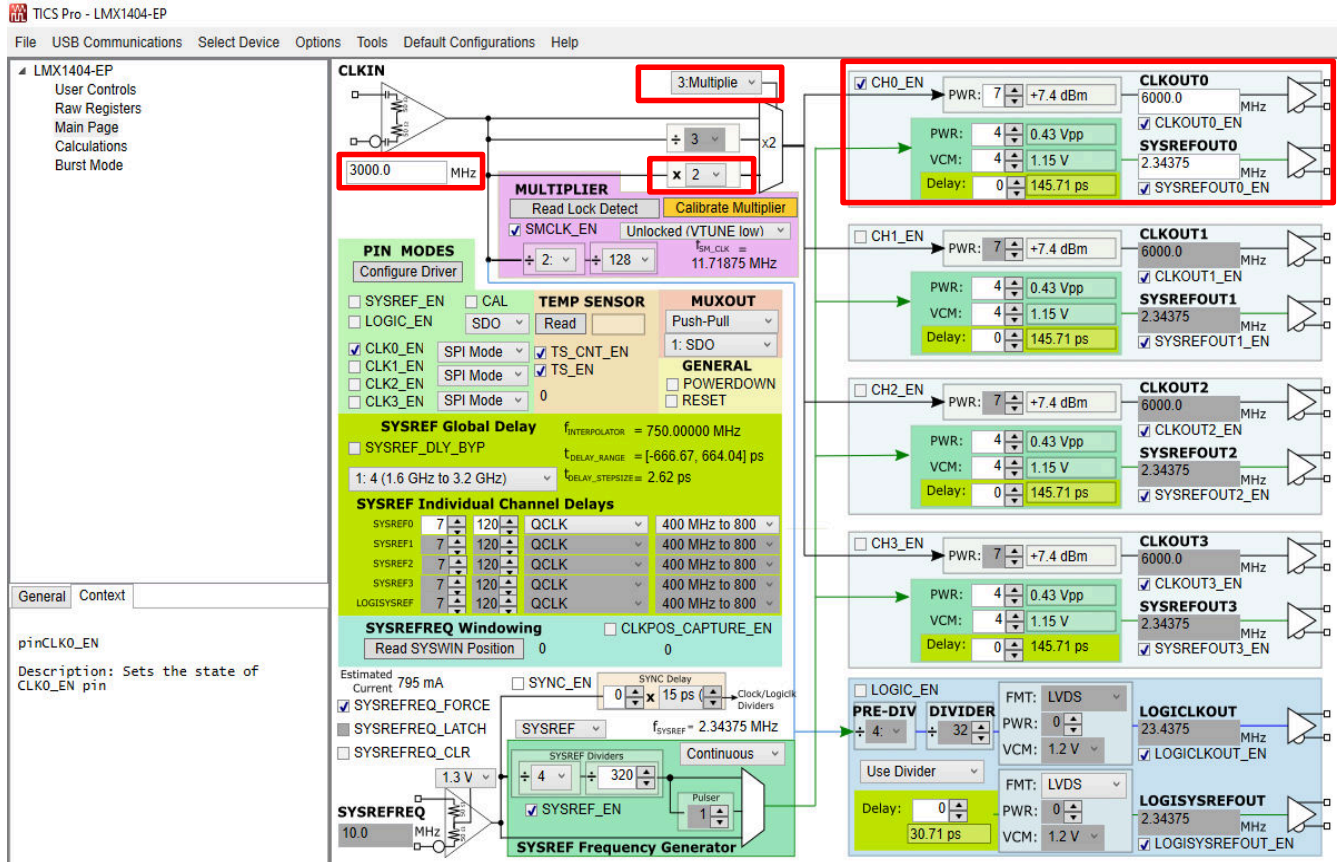 TICS Pro - LMX1404-EP
File USB Communications Select Device Options Tools Default Configurations Help
LMX1404-EP
User Controls
Raw Registers
Main Page
Calculations
Burst Mode
General Context
pinCLK0_EN
Description: Sets the state of
CLK0_EN pin
CLKIN
3000.0 MHz
3:Multiplie
÷ 3
x 2
x2
MULTIPLIER
Read Lock Detect Calibrate Multiplier
SMCLK_EN Unlocked (VTUNE low)
÷ 2: ÷ 128 fSM_CLK =
11.71875 MHz
PIN MODES
Configure Driver
SYSREF_EN CAL
LOGIC_EN SDO
CLK0_EN SPI Mode
CLK1_EN
CLK2_EN SPI Mode
CLK3_EN SPI Mode
TEMP SENSOR
Read
TS_CNT_EN
TS_EN
0
MUXOUT
Push-Pull
1: SDO
GENERAL
POWERDOWN
RESET
SYSREF Global Delay
SYSREF_DLY_BYP
1: 4 (1.6 GHz to 3.2 GHz)
fINTERPOLATOR = 750.00000 MHz
tDELAY_RANGE = [-666.67, 664.04] ps
tDELAY_STEPSIZE = 2.62 ps
SYSREF Individual Channel Delays
SYSREF0 7 120 QCLK 400 MHz to 800
SYSREF1 7 120 QCLK 400 MHz to 800
SYSREF2 7 120 QCLK 400 MHz to 800
SYSREF3 7 120 QCLK 400 MHz to 800
LOGISYSREF 7 120 QCLK 400 MHz to 800
SYSREFREQ Windowing CLKPOS_CAPTURE_EN
Read SYSWIN Position 0 0
Estimated
Current 795 mA
SYSREFREQ_FORCE
SYSREFREQ_LATCH
SYSREFREQ_CLR
SYNC_EN
SYNC Delay
0 x 15 ps ( Clock/Logiclk
Dividers
SYSREF fSYSREF= 2.34375 MHz
SYSREF Dividers Continuous
÷ 4 ÷ 320
SYSREF_EN
Pulser
1
SYSREF Frequency Generator
1.3 V
SYSREFREQ
10.0 MHz
CH0_EN
PWR: 7 +7.4 dBm
PWR: 4 0.43 Vpp
VCM: 4 1.15 V
Delay: 0 145.71 ps
CLKOUT0
6000.0 MHz
CLKOUT0_EN
SYSREFOUT0
2.34375 MHz
SYSREFOUT0_EN
CH1_EN
PWR: 7 +7.4 dBm
PWR: 4 0.43 Vpp
VCM: 4 1.15 V
Delay: 0 145.71 ps
CLKOUT1
6000.0 MHz
CLKOUT1_EN
SYSREFOUT1
2.34375 MHz
SYSREFOUT1_EN
CH2_EN
PWR: 7 +7.4 dBm
PWR: 4 0.43 Vpp
VCM: 4 1.15 V
Delay: 0 145.71 ps
CLKOUT2
6000.0 MHz
CLKOUT2_EN
SYSREFOUT2
2.34375 MHz
SYSREFOUT2_EN
CH3_EN
PWR: 7 +7.4 dBm
PWR: 4 0.43 Vpp
VCM: 4 1.15 V
Delay: 0 145.71 ps
CLKOUT3
6000.0 MHz
CLKOUT3_EN
SYSREFOUT3
2.34375 MHz
SYSREFOUT3_EN
LOGIC_EN
PRE-DIV DIVIDER
÷ 4: ÷ 32
Use Divider
Delay: 0
30.71 ps
FMT: LVDS
PWR: 0
VCM: 1.2 V
LOGICLKOUT
23.4375 MHz
LOGICLKOUT_EN
FMT: LVDS
PWR: 0
VCM: 1.2 V
LOGISYSREFOUT
2.34375 MHz
LOGISYSREFOUT_EN